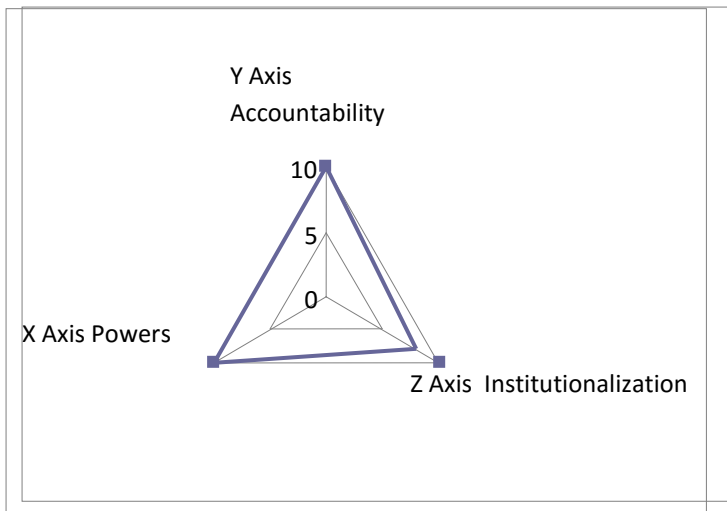 Y Axis
Accountability
10
5
0
X Axis Powers
Z Axis  Institutionalization